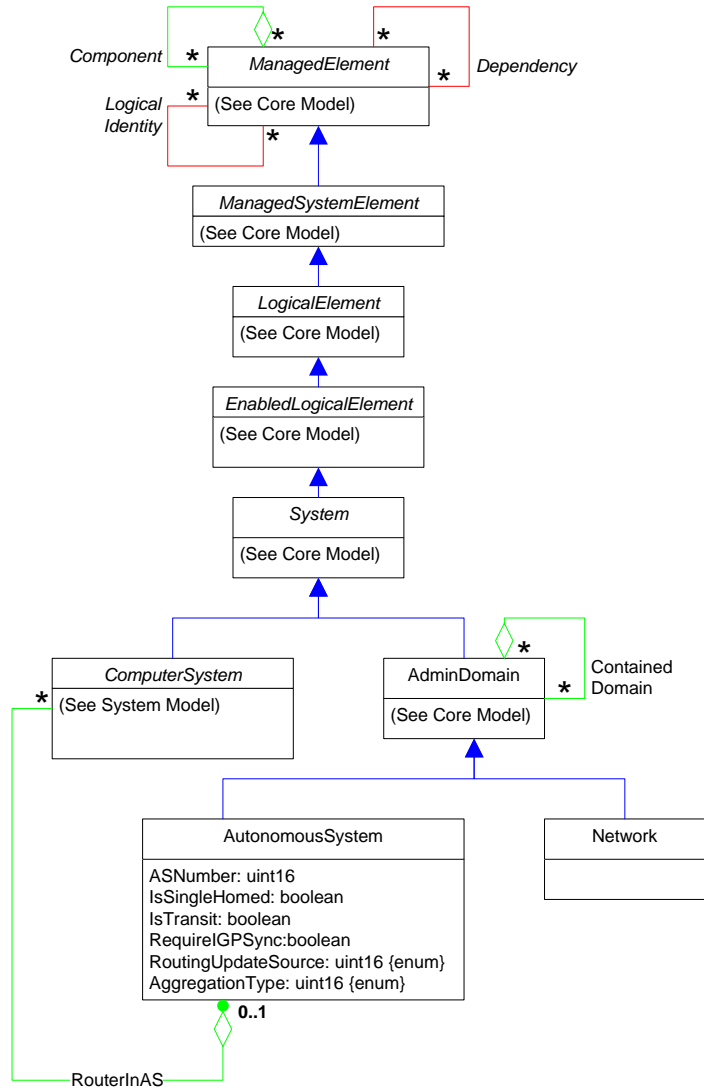 *
*
Component
*
ManagedElement
*
Dependency
*
Logical
Identity
(See Core Model)
*
ManagedSystemElement
(See Core Model)
LogicalElement
(See Core Model)
EnabledLogicalElement
(See Core Model)
System
(See Core Model)
ComputerSystem
*
(See System Model)
AdminDomain
*
*
Contained
Domain
(See Core Model)
AutonomousSystem
ASNumber: uint16
IsSingleHomed: boolean
IsTransit: boolean
RequireIGPSync:boolean
RoutingUpdateSource: uint16 {enum}
AggregationType: uint16 {enum}
Network
0..1
RouterInAS